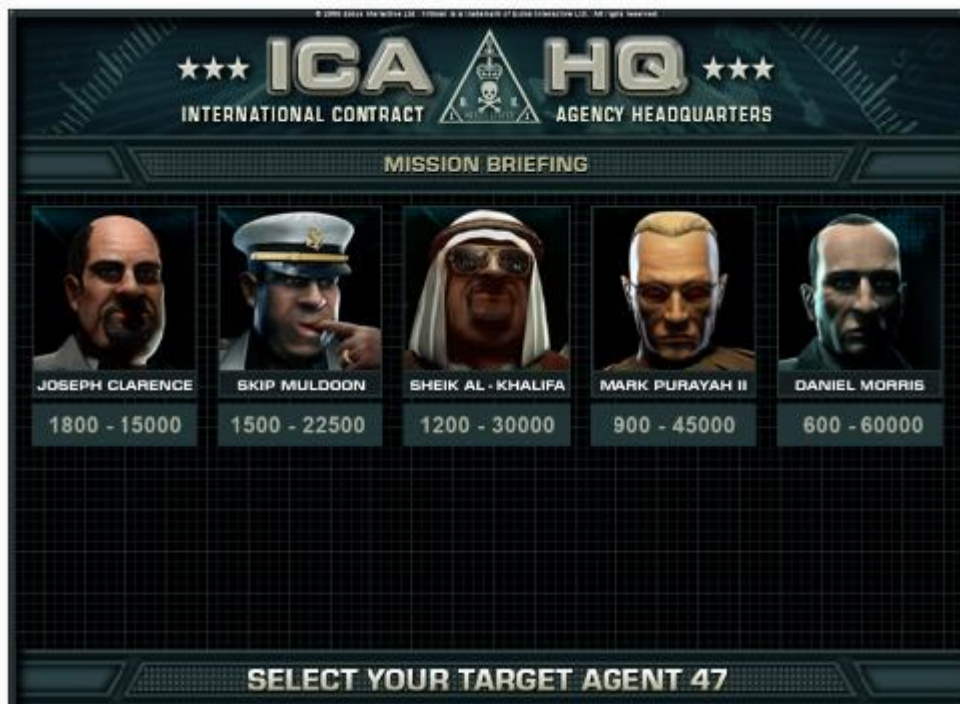 ★★★ ICA HQ ★★★
INTERNATIONAL CONTRACT AGENCY HEADQUARTERS
MISSION BRIEFING
JOSEPH CLARENCE
SKIP MULDOON
SHEIK AL - KHALIFA
MARK PURAYAH II
DANIEL MORRIS
1800 - 15000
1500 - 22500
1200 - 30000
900 - 45000
600 - 60000
SELECT YOUR TARGET AGENT 47